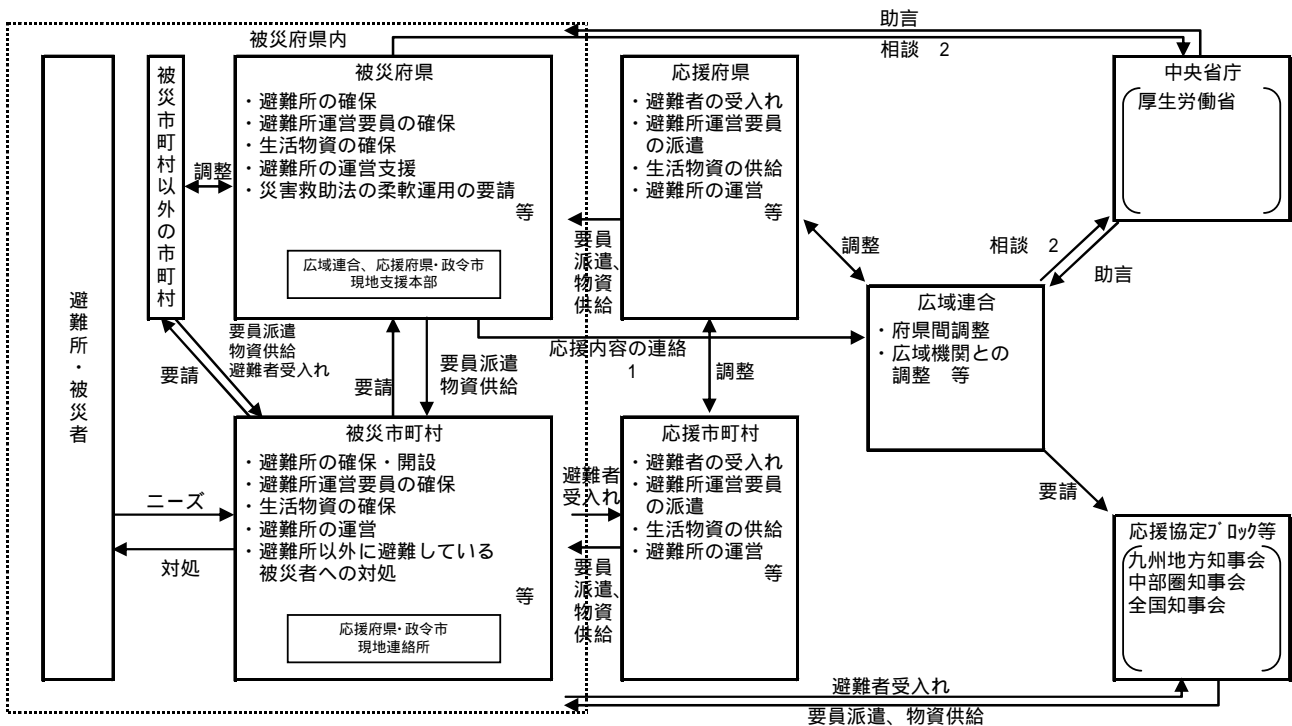 助言
被災府県内
相談　2
避難所・被災者
被災市町村以外の市町村
調整
被災府県
・避難所の確保
・避難所運営要員の確保
・生活物資の確保
・避難所の運営支援
・災害救助法の柔軟運用の要請
等
広域連合、応援府県・政令市
現地支援本部
応援府県
・避難者の受入れ
・避難所運営要員
の派遣
・生活物資の供給
・避難所の運営
等
中央省庁
厚生労働省
要員
派遣、
物資
供給
調整
相談　2
助言
広域連合
・府県間調整
・広域機関との
調整　等
要請
要員派遣
物資供給
避難者受入れ
要請
要員派遣
物資供給
応援内容の連絡
1
調整
被災市町村
・避難所の確保・開設
・避難所運営要員の確保
・生活物資の確保
・避難所の運営
・避難所以外に避難している
被災者への対処
等
応援府県・政令市
現地連絡所
ニーズ
対処
避難者
受入れ
要員
派遣、
物資
供給
応援市町村
・避難者の受入れ
・避難所運営要員
の派遣
・生活物資の供給
・避難所の運営
等
要請
応援協定ﾌﾞﾛｯｸ等
九州地方知事会
中部圏知事会
全国知事会
避難者受入れ
要員派遣、物資供給